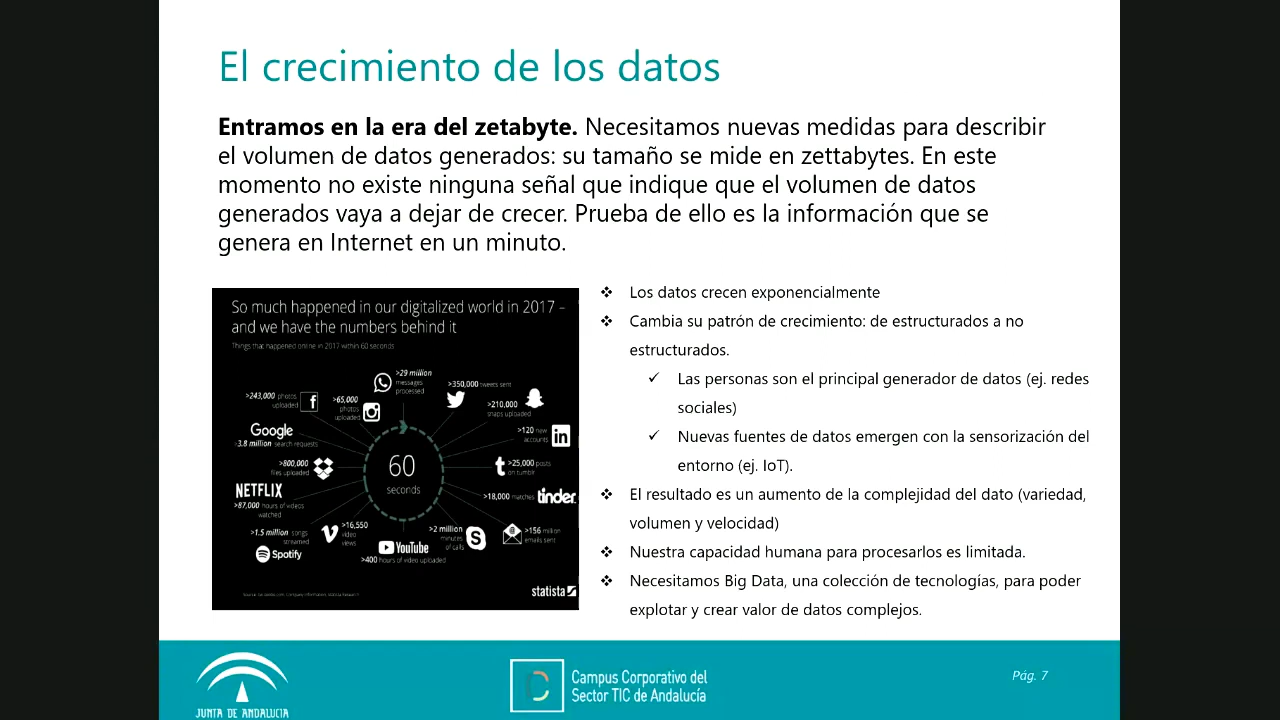 El crecimiento de los datos
Entramos en la era del zetabyte. Necesitamos nuevas medidas para describir
el volumen de datos generados: su tamaño se mide en zettabytes. En este
momento no existe ninguna señal que indique que el volumen de datos
generados vaya a dejar de crecer. Prueba de ello es la información que se
genera en Internet en un minuto.
So much happened in our digitalized world in 2017 –
and we have the numbers behind it
Things that happened online in 2017 within 60 seconds
>29 million
messages
processed
>350,000 tweets sent
>243,000 photos
uploaded
f
>65,000
photos
uploaded
>210,000
snaps uploaded
Google
>3.8 million search requests
>120 new
accounts
in
>800,000
files uploaded
60
seconds
t
>25,000 posts
on tumblr
NETFLIX
>87,000 hours of videos
watched
>18,000 matches
tinder
>1.5 million songs
streamed
Spotify
>16,550
video
views
YouTube
>400 hours of video uploaded
>2 million
minutes
of calls
S
>156 million
emails sent
statista
Los datos crecen exponencialmente
Cambia su patrón de crecimiento: de estructurados a no
estructurados.
Las personas son el principal generador de datos (ej. redes
sociales)
Nuevas fuentes de datos emergen con la sensorización del
entorno (ej. IoT).
El resultado es un aumento de la complejidad del dato (variedad,
volumen y velocidad)
Nuestra capacidad humana para procesarlos es limitada.
Necesitamos Big Data, una colección de tecnologías, para poder
explotar y crear valor de datos complejos.
JUNTA DE ANDALUCIA
Campus Corporativo del
Sector TIC de Andalucía
Pág. 7